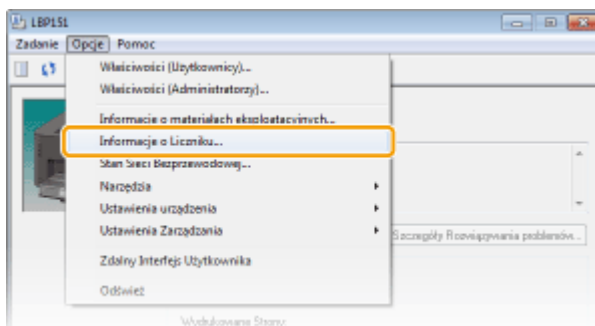 LBP151
Zadanie Opcje Pomoc
Właściwości (Użytkownicy)...
Właściwości (Administratorzy)...
Informacje o materiałach eksploatacyjnych...
Informacje o Liczniku...
Stan Sieci Bezprzewodowej...
Narzędzia
Ustawienia urządzenia
Ustawienia Zarządzania
Szczegóły Rozwiązywania problemów...
Zdalny Interfejs Użytkownika
Odśwież
Wydrukowane Strony: